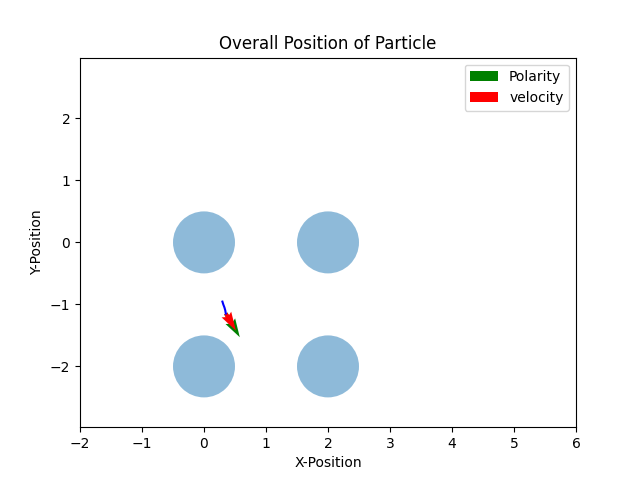 Overall Position of Particle
Polarity
velocity
Y-Position
2
1
0
−1
−2
−2
−1
0
1
2
3
4
5
6
X-Position